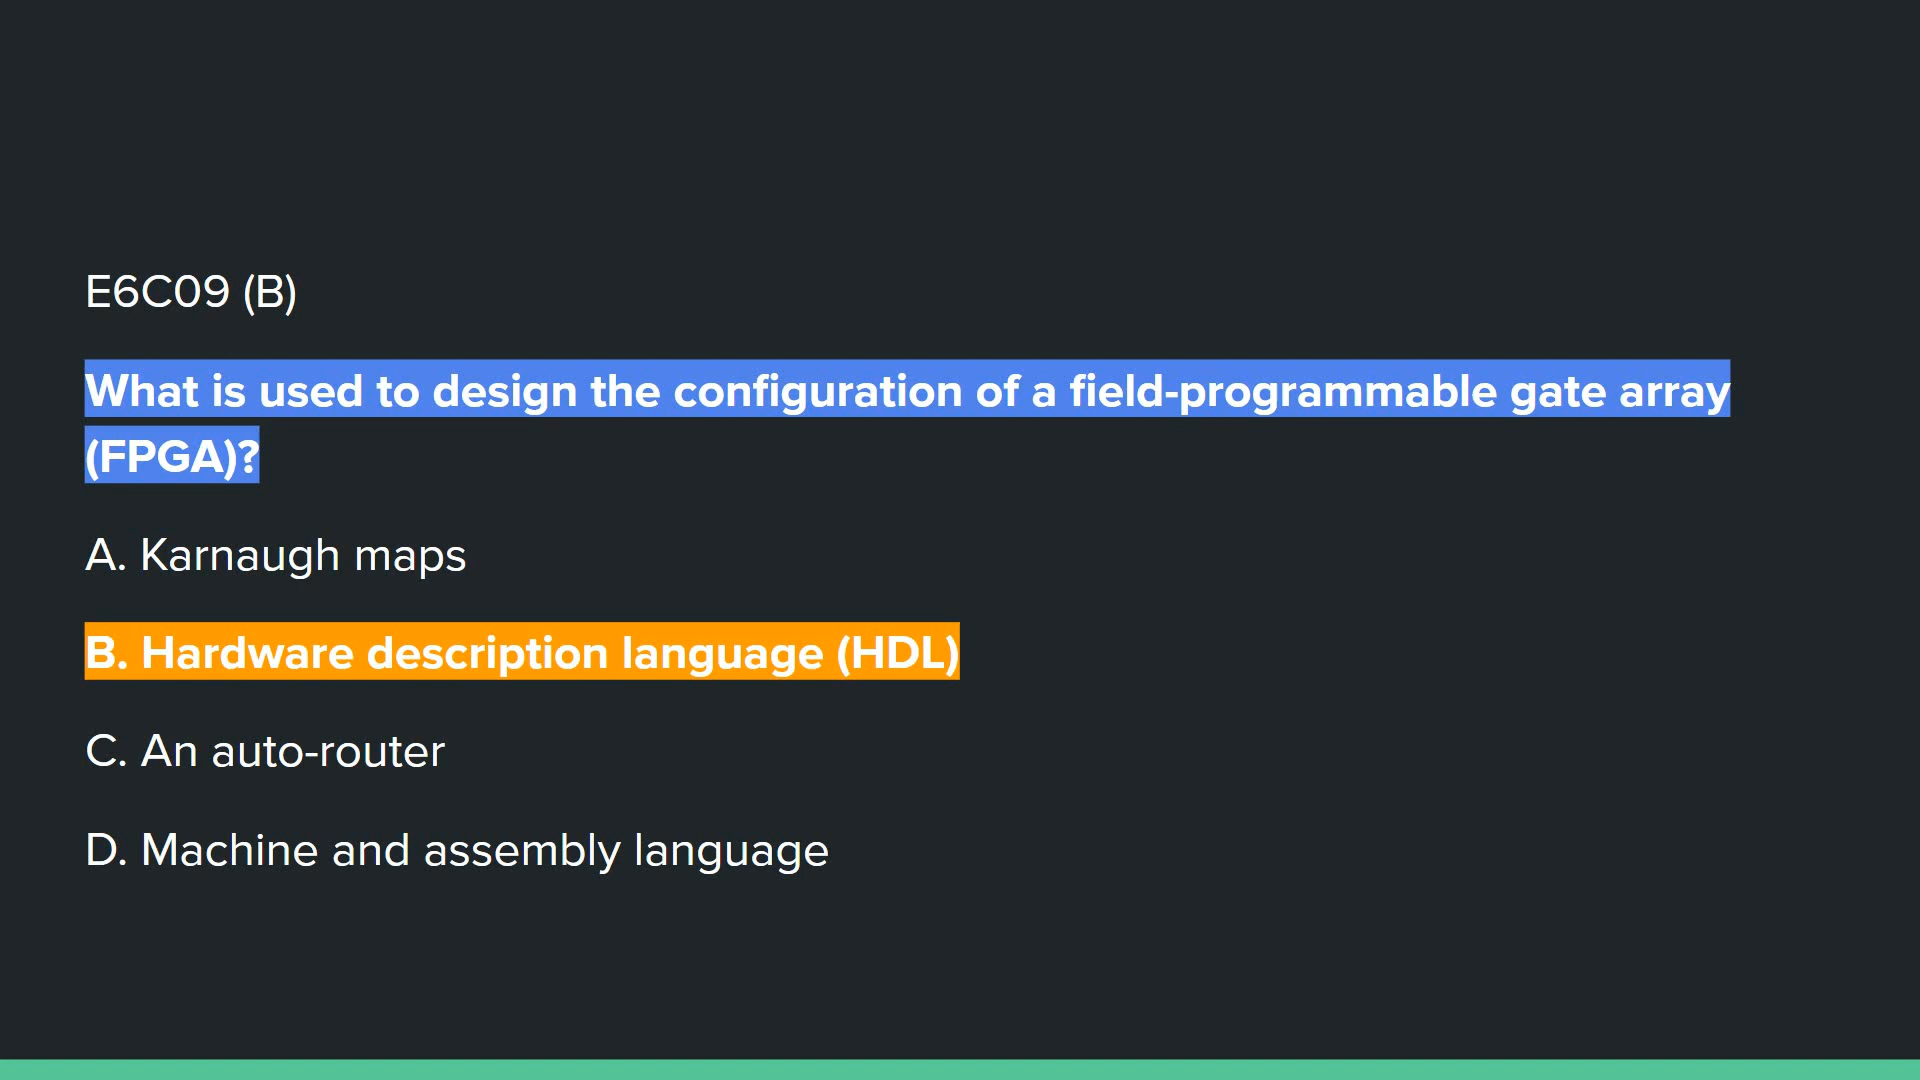 E6C09 (B)
What is used to design the configuration of a field-programmable gate array
(FPGA)?
A. Karnaugh maps
B. Hardware description language (HDL)
C. An auto-router
D. Machine and assembly language